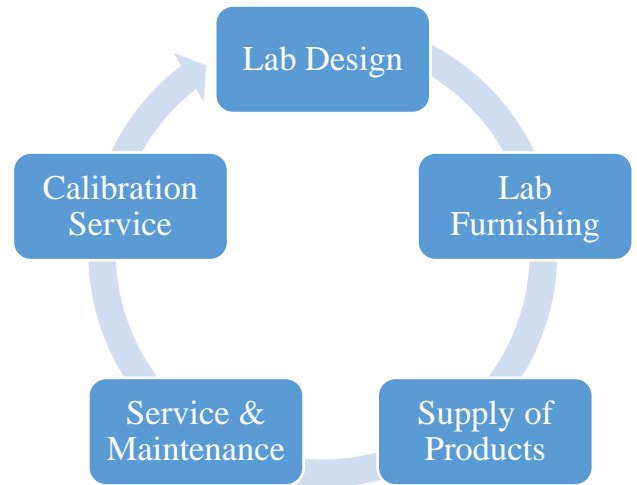 Lab Design
Lab
Furnishing
Supply of
Products
Service &
Maintenance
Calibration
Service